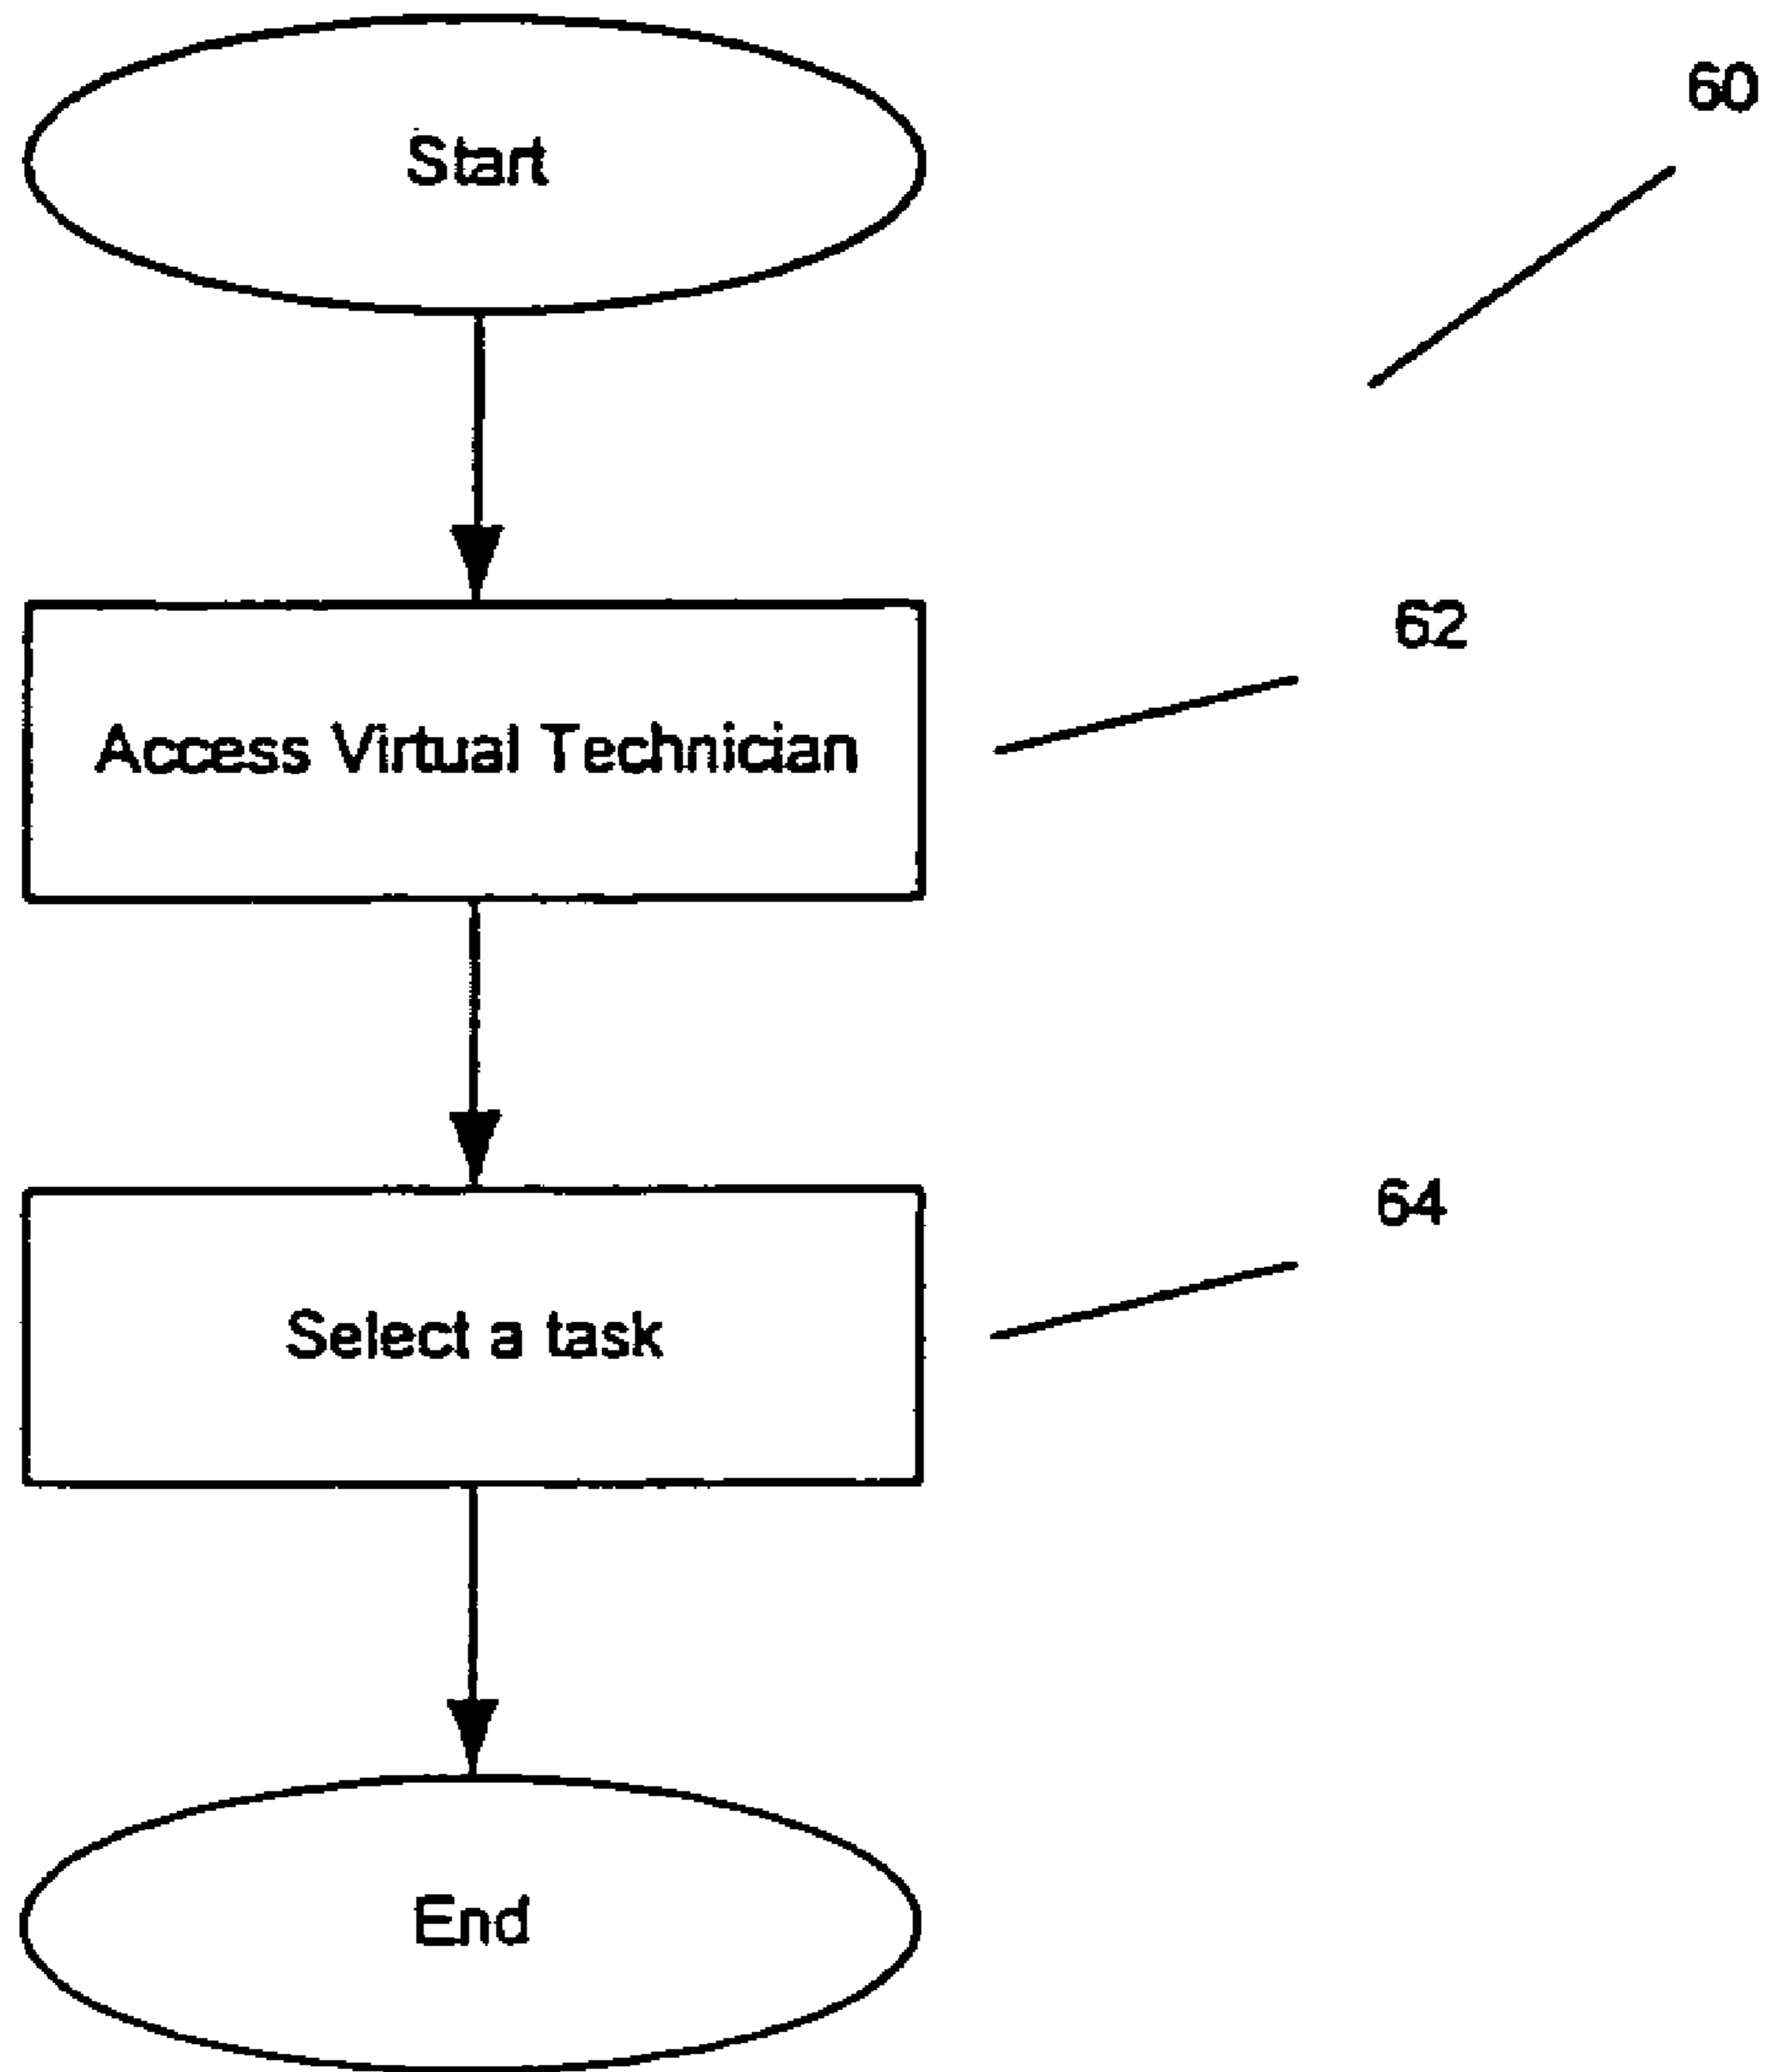 Start
60
Access Virtual Technician
62
Select a task
64
End